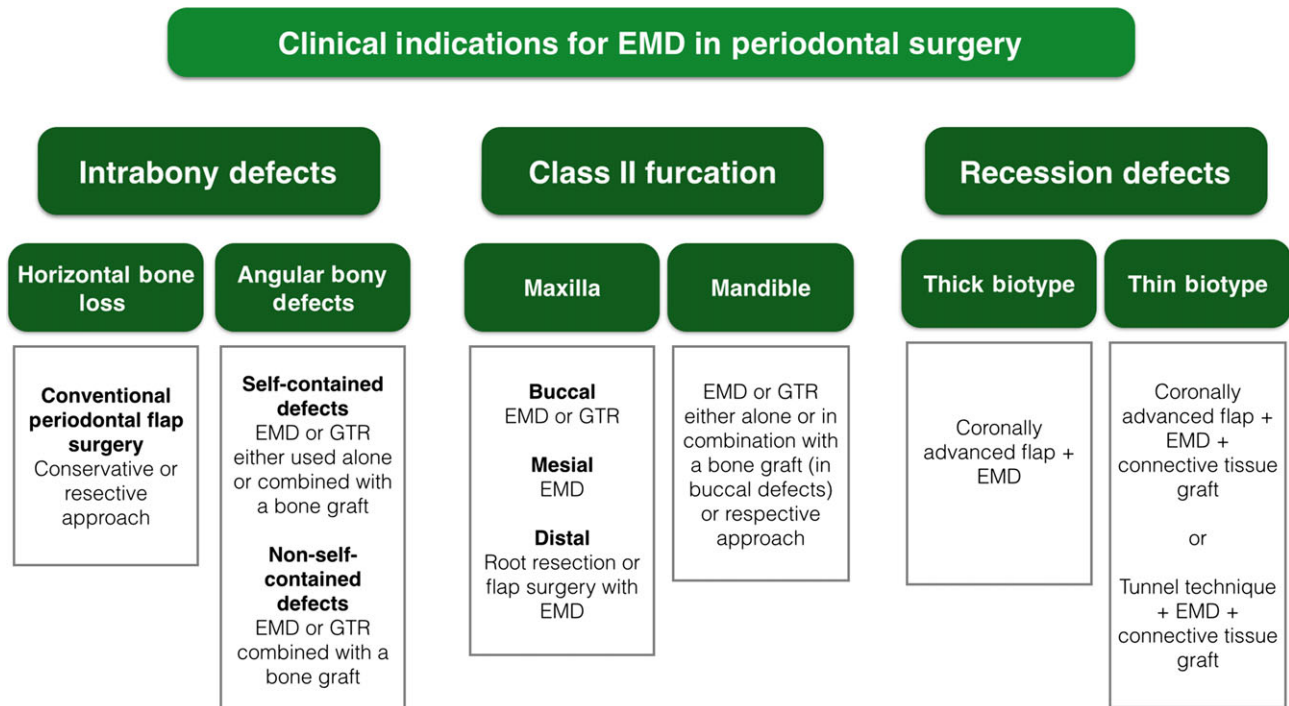 Clinical indications for EMD in periodontal surgery
Intrabony defects
Horizontal bone
loss
Conventional
periodontal flap
surgery
Conservative or
resective
approach
Angular bony
defects
Self-contained
defects
EMD or GTR
either used alone
or combined with
a bone graft
Non-self-
contained
defects
EMD or GTR
combined with a
bone graft
Class II furcation
Maxilla
Buccal
EMD or GTR
Mesial
EMD
Distal
Root resection or
flap surgery with
EMD
Mandible
EMD or GTR
either alone or in
combination with
a bone graft (in
buccal defects)
or respective
approach
Recession defects
Thick biotype
Coronally
advanced flap +
EMD
Thin biotype
Coronally
advanced flap +
EMD +
connective tissue
graft
or
Tunnel technique
+ EMD +
connective tissue
graft